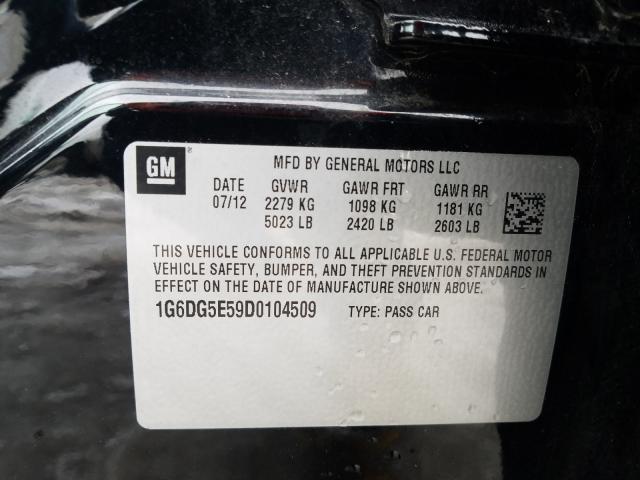 GM
MFD BY GENERAL MOTORS LLC
DATE GVWR GAWR FRT GAWR RR
07/12 2279 KG 1098 KG 1181 KG
5023 LB 2420 LB 2603 LB
THIS VEHICLE CONFORMS TO ALL APPLICABLE U.S. FEDERAL MOTOR
VEHICLE SAFETY, BUMPER, AND THEFT PREVENTION STANDARDS IN
EFFECT ON THE DATE OF MANUFACTURE SHOWN ABOVE.
1G6DG5E59D0104509 TYPE: PASS CAR